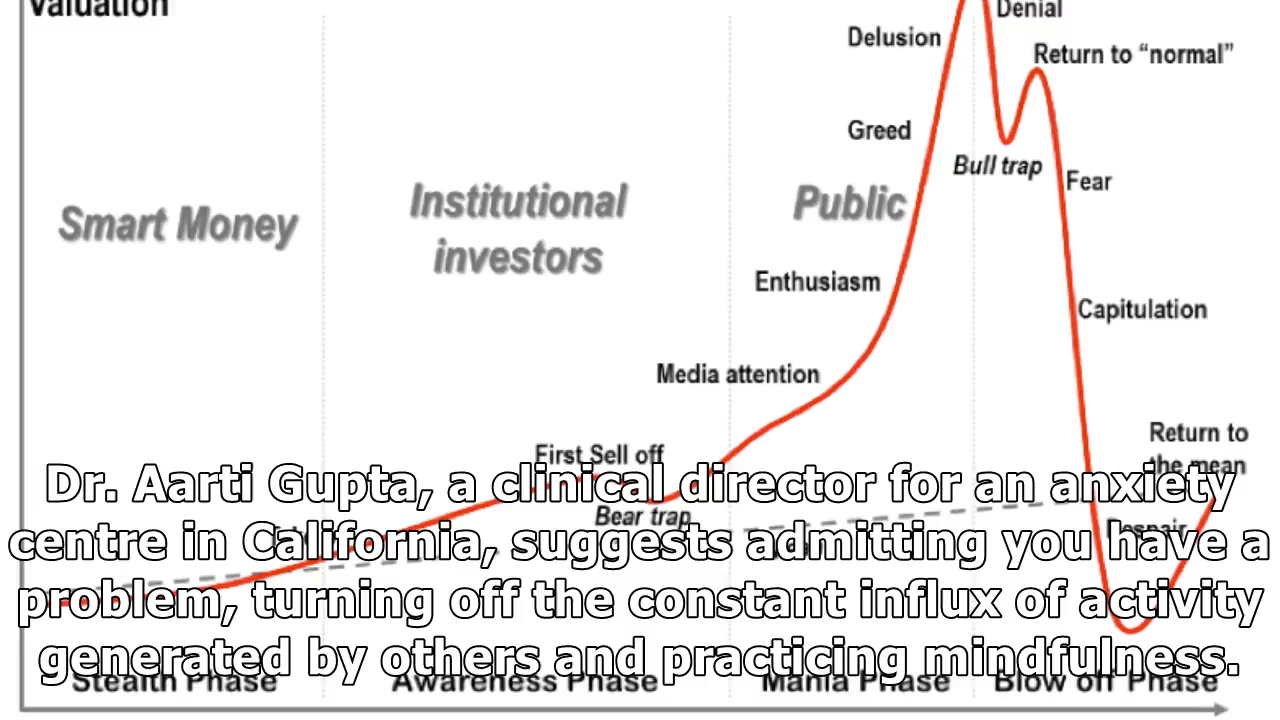 Valuation
Denial
Delusion
Return to “normal”
Greed
Bull trap
Fear
Smart Money
Institutional
investors
Public
Enthusiasm
Capitulation
Media attention
First Sell off
Return to
the mean
Bear trap
Despair
Dr. Aarti Gupta, a clinical director for an anxiety
centre in California, suggests admitting you have a
problem, turning off the constant influx of activity
generated by others and practicing mindfulness.
Stealth Phase
Awareness Phase
Mania Phase
Blow off Phase